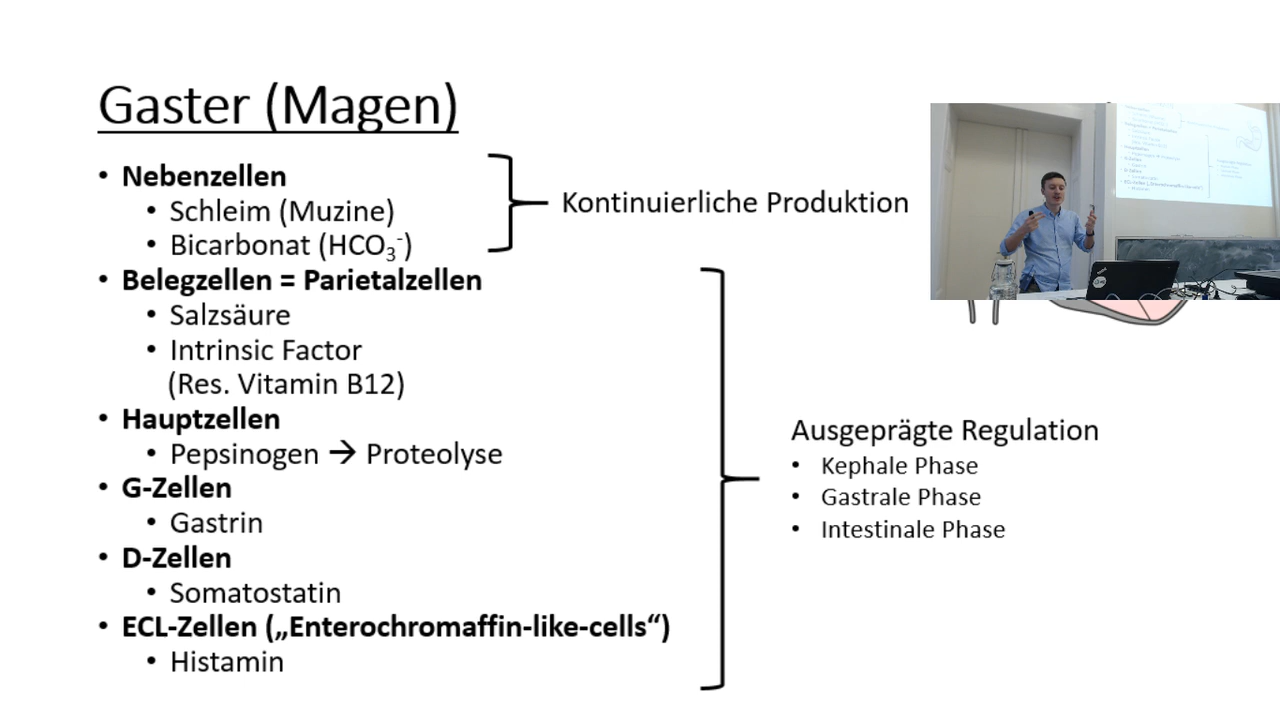 Gaster (Magen)
• Nebenzellen
• Schleim (Muzine)
• Bicarbonat (HCO₃⁻)
Kontinuierliche Produktion
• Belegzellen = Parietalzellen
• Salzsäure
• Intrinsic Factor
(Res. Vitamin B12)
• Hauptzellen
• Pepsinogen → Proteolyse
• G-Zellen
• Gastrin
• D-Zellen
• Somatostatin
• ECL-Zellen („Enterochromaffin-like-cells“)
• Histamin
Ausgeprägte Regulation
• Kephale Phase
• Gastrale Phase
• Intestinale Phase